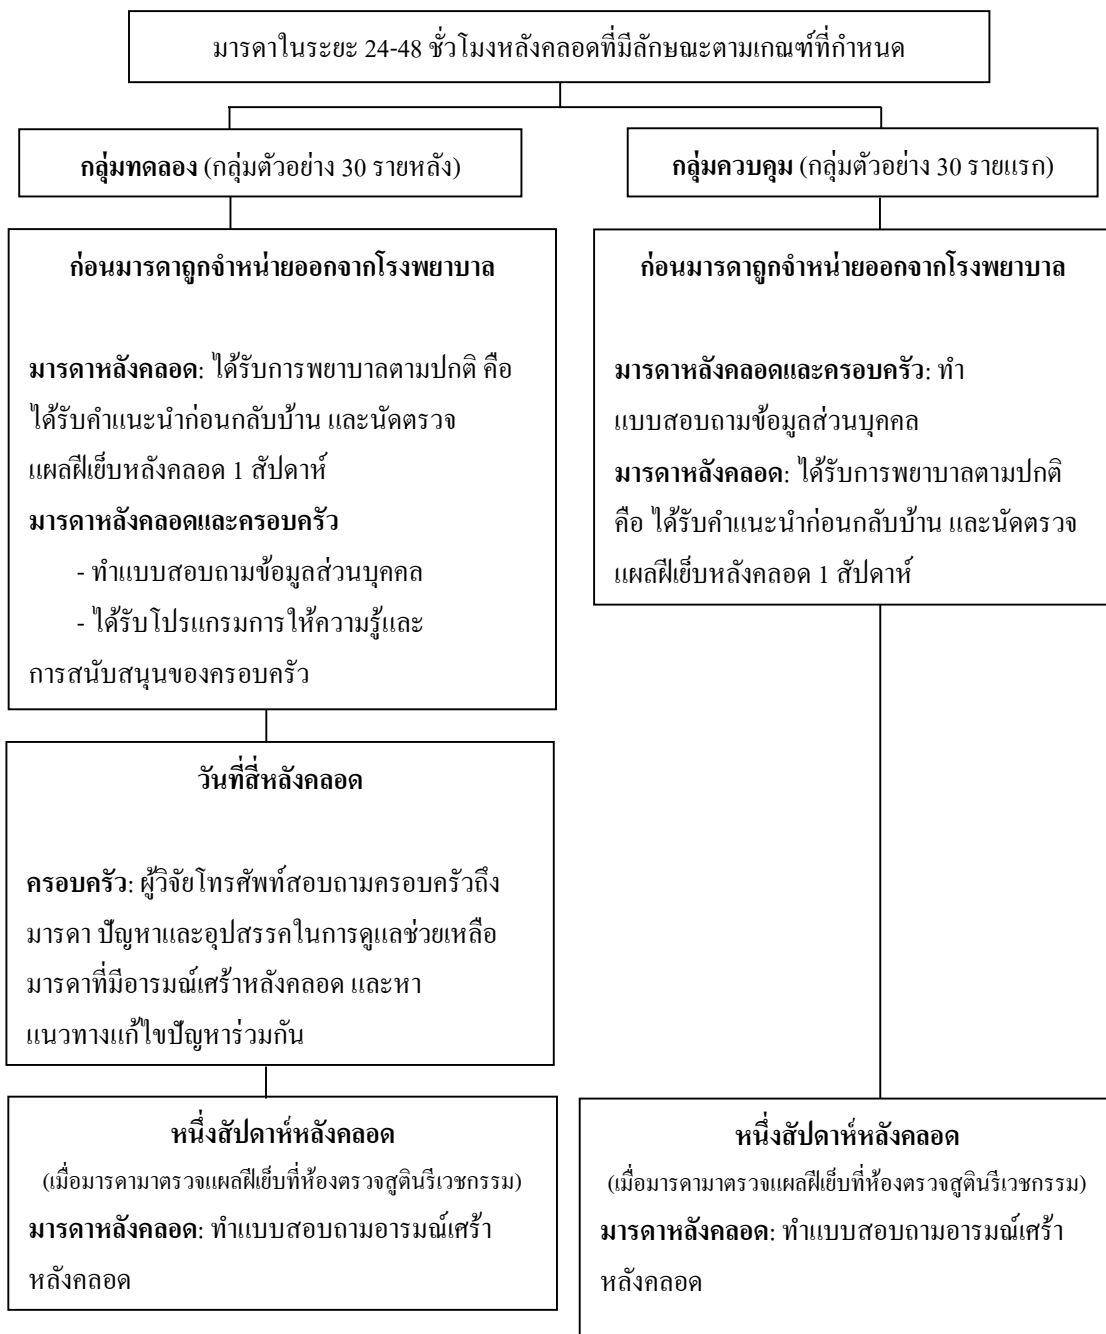 มารดาในระยะ 24-48 ชั่วโมงหลังคลอดที่มีลักษณะตามเกณฑ์ที่กำหนด
กลุ่มทดลอง (กลุ่มตัวอย่าง 30 รายหลัง)
ก่อนมารดาถูกจำหน่ายออกจากโรงพยาบาล
มารดาหลังคลอด: ได้รับการพยาบาลตามปกติ คือ
ได้รับคำแนะนำก่อนกลับบ้าน และนัดตรวจ
แผลฝีเย็บหลังคลอด 1 สัปดาห์
มารดาหลังคลอดและครอบครัว
- ทำแบบสอบถามข้อมูลส่วนบุคคล
- ได้รับโปรแกรมการให้ความรู้และ
การสนับสนุนของครอบครัว
วันที่สี่หลังคลอด
ครอบครัว: ผู้วิจัยโทรศัพท์สอบถามครอบครัวถึง
มารดา ปัญหาและอุปสรรคในการดูแลช่วยเหลือ
มารดาที่มีอารมณ์เศร้าหลังคลอด และหา
แนวทางแก้ไขปัญหาร่วมกัน
หนึ่งสัปดาห์หลังคลอด
(เมื่อมารดามาตรวจแผลฝีเย็บที่ห้องตรวจสูตินรีเวชกรรม)
มารดาหลังคลอด: ทำแบบสอบถามอารมณ์เศร้า
หลังคลอด
กลุ่มควบคุม (กลุ่มตัวอย่าง 30 รายแรก)
ก่อนมารดาถูกจำหน่ายออกจากโรงพยาบาล
มารดาหลังคลอดและครอบครัว: ทำ
แบบสอบถามข้อมูลส่วนบุคคล
มารดาหลังคลอด: ได้รับการพยาบาลตามปกติ
คือ ได้รับคำแนะนำก่อนกลับบ้าน และนัดตรวจ
แผลฝีเย็บหลังคลอด 1 สัปดาห์
หนึ่งสัปดาห์หลังคลอด
(เมื่อมารดามาตรวจแผลฝีเย็บที่ห้องตรวจสูตินรีเวชกรรม)
มารดาหลังคลอด: ทำแบบสอบถามอารมณ์เศร้า
หลังคลอด